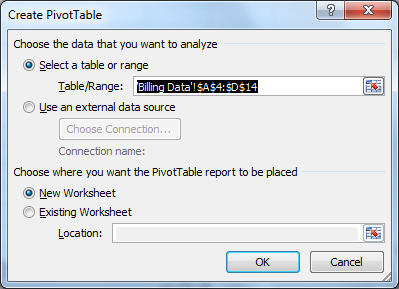 Create PivotTable
Choose the data that you want to analyze
Select a table or range
Table/Range: 'Billing Data'!$A$4:$D$14
Use an external data source
Choose Connection...
Connection name:
Choose where you want the PivotTable report to be placed
New Worksheet
Existing Worksheet
Location:
OK Cancel